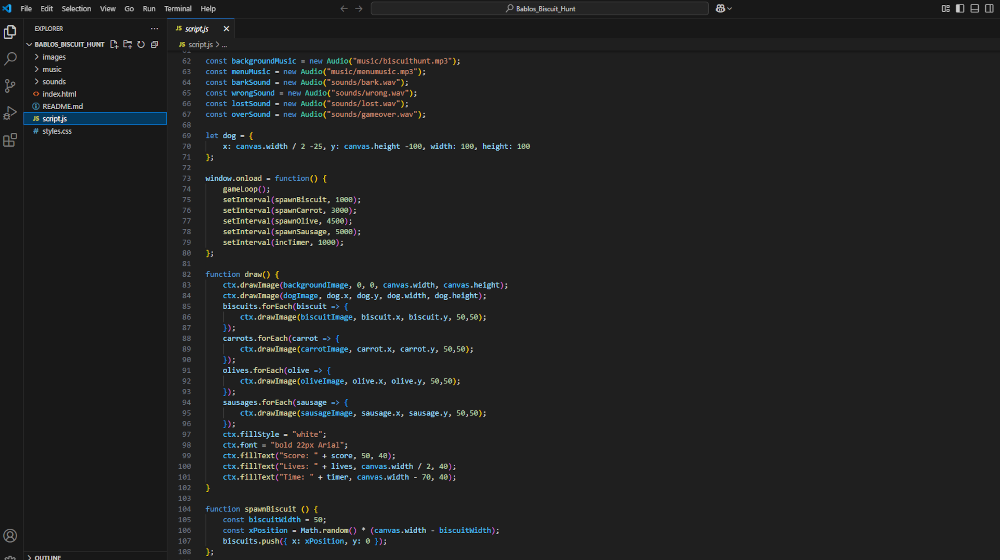 File Edit Selection View Go Run Terminal Help
Bablos_Biscuit_Hunt
EXPLORER
BABLOS_BISCUIT_HUNT
images
music
sounds
index.html
README.md
script.js
styles.css
OUTLINE
script.js
script.js > ...
62 const backgroundMusic = new Audio("music/biscuithunt.mp3");
63 const menuMusic = new Audio("music/menumusic.mp3");
64 const barkSound = new Audio("sounds/bark.wav");
65 const wrongSound = new Audio("sounds/wrong.wav");
66 const lostSound = new Audio("sounds/lost.wav");
67 const overSound = new Audio("sounds/gameover.wav");
68
69 let dog = {
70     x: canvas.width / 2 -25, y: canvas.height -100, width: 100, height: 100
71 };
72
73 window.onload = function() {
74     gameLoop();
75     setInterval(spawnBiscuit, 1000);
76     setInterval(spawnCarrot, 3000);
77     setInterval(spawnOlive, 4500);
78     setInterval(spawnSausage, 5000);
79     setInterval(incTimer, 1000);
80 };
81
82 function draw() {
83     ctx.drawImage(backgroundImage, 0, 0, canvas.width, canvas.height);
84     ctx.drawImage(dogImage, dog.x, dog.y, dog.width, dog.height);
85     biscuits.forEach(biscuit => {
86         ctx.drawImage(biscuitImage, biscuit.x, biscuit.y, 50,50);
87     });
88     carrots.forEach(carrot => {
89         ctx.drawImage(carrotImage, carrot.x, carrot.y, 50,50);
90     });
91     olives.forEach(olive => {
92         ctx.drawImage(oliveImage, olive.x, olive.y, 50,50);
93     });
94     sausages.forEach(sausage => {
95         ctx.drawImage(sausageImage, sausage.x, sausage.y, 50,50);
96     });
97     ctx.fillStyle = "white";
98     ctx.font = "bold 22px Arial";
99     ctx.fillText("Score: " + score, 50, 40);
100     ctx.fillText("Lives: " + lives, canvas.width / 2, 40);
101     ctx.fillText("Time: " + timer, canvas.width - 70, 40);
102 }
103
104 function spawnBiscuit () {
105     const biscuitWidth = 50;
106     const xPosition = Math.random() * (canvas.width - biscuitWidth);
107     biscuits.push({ x: xPosition, y: 0 });
108 };